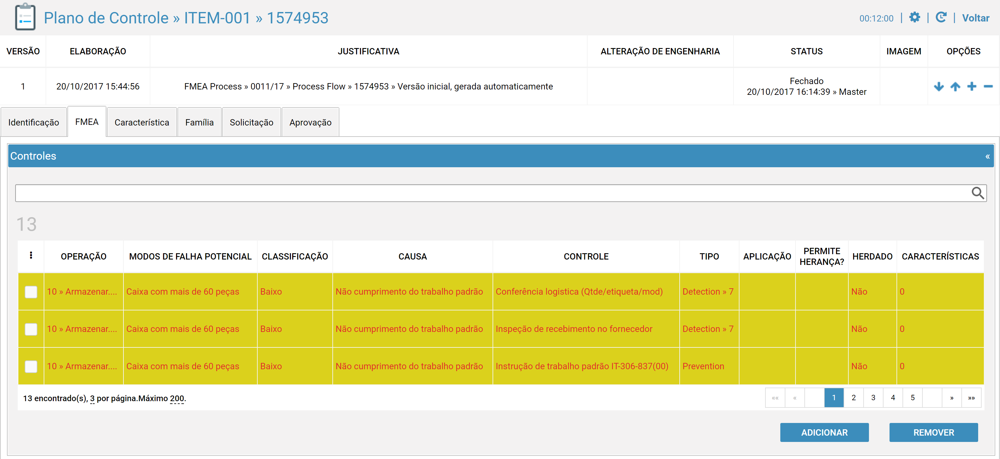 Plano de Controle » ITEM-001 » 1574953
00:12:00 | | | Voltar
VERSÃO ELABORAÇÃO JUSTIFICATIVA ALTERAÇÃO DE ENGENHARIA STATUS IMAGEM OPÇÕES
1 20/10/2017 15:44:56 FMEA Process » 0011/17 » Process Flow » 1574953 » Versão inicial, gerada automaticamente Fechado
20/10/2017 16:14:39 » Master
Identificação FMEA Característica Família Solicitação Aprovação
Controles «
13
OPERAÇÃO MODOS DE FALHA POTENCIAL CLASSIFICAÇÃO CAUSA CONTROLE TIPO APLICAÇÃO PERMITE HERANÇA? HERDADO CARACTERÍSTICAS
10 » Armazenar.... Caixa com mais de 60 peças Baixo Não cumprimento do trabalho padrão Conferência logistica (Qtde/etiqueta/mod) Detection » 7 Não 0
10 » Armazenar.... Caixa com mais de 60 peças Baixo Não cumprimento do trabalho padrão Inspeção de recebimento no fornecedor Detection » 7 Não 0
10 » Armazenar.... Caixa com mais de 60 peças Baixo Não cumprimento do trabalho padrão Instrução de trabalho padrão IT-306-837(00) Prevention Não 0
13 encontrado(s), 3 por página.Máximo 200.
«« « 1 2 3 4 5 » »»
ADICIONAR REMOVER